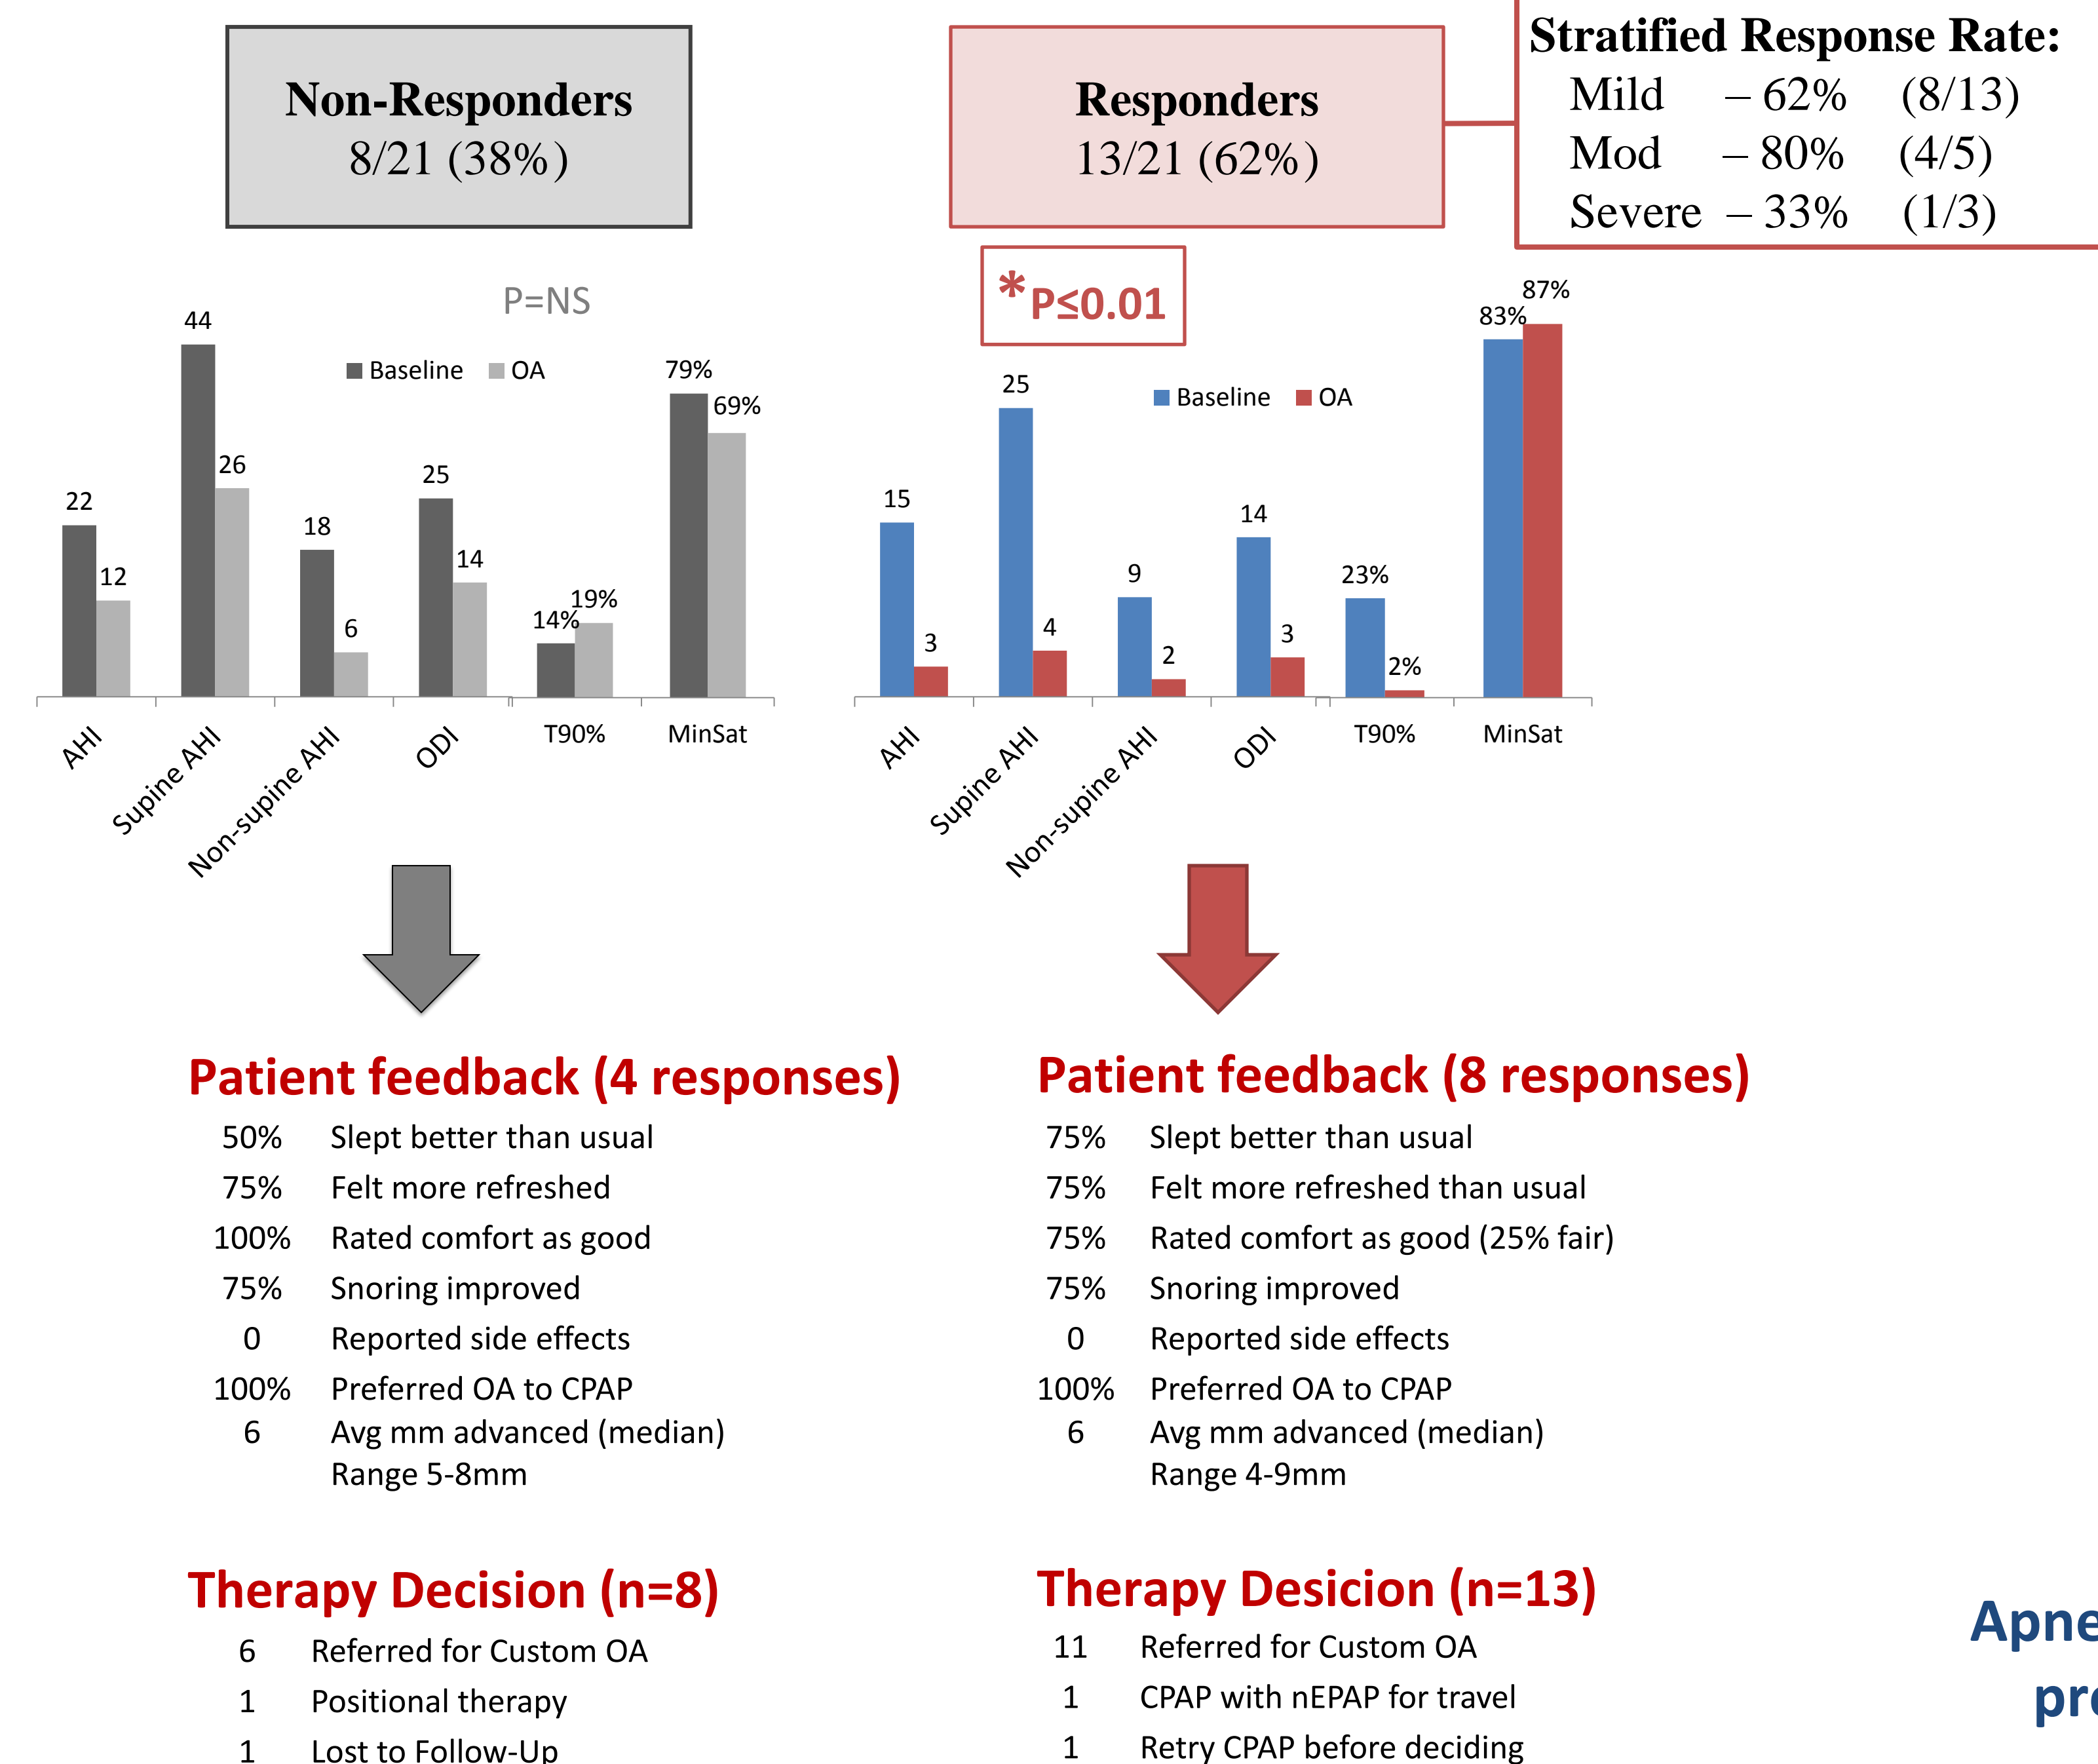 Non-Responders
8/21 (38%)
Responders
13/21 (62%)
Stratified Response Rate:
Mild – 62% (8/13)
Mod – 80% (4/5)
Severe – 33% (1/3)
P=NS
Baseline OA
44
26
22
12
18
6
25
14
14%
19%
79%
69%
AHI
Supine AHI
Non-supine AHI
ODI
T90%
MinSat
*P≤0.01
Baseline OA
15
3
25
4
9
2
14
3
23%
2%
83%
87%
AHI
Supine AHI
Non-supine AHI
ODI
T90%
MinSat
Patient feedback (4 responses)
50% Slept better than usual
75% Felt more refreshed
100% Rated comfort as good
75% Snoring improved
0 Reported side effects
100% Preferred OA to CPAP
6 Avg mm advanced (median)
Range 5-8mm
Therapy Decision (n=8)
6 Referred for Custom OA
1 Positional therapy
1 Lost to Follow-Up
Patient feedback (8 responses)
75% Slept better than usual
75% Felt more refreshed than usual
75% Rated comfort as good (25% fair)
75% Snoring improved
0 Reported side effects
100% Preferred OA to CPAP
6 Avg mm advanced (median)
Range 4-9mm
Therapy Desicion (n=13)
11 Referred for Custom OA
1 CPAP with nEPAP for travel
1 Retry CPAP before deciding